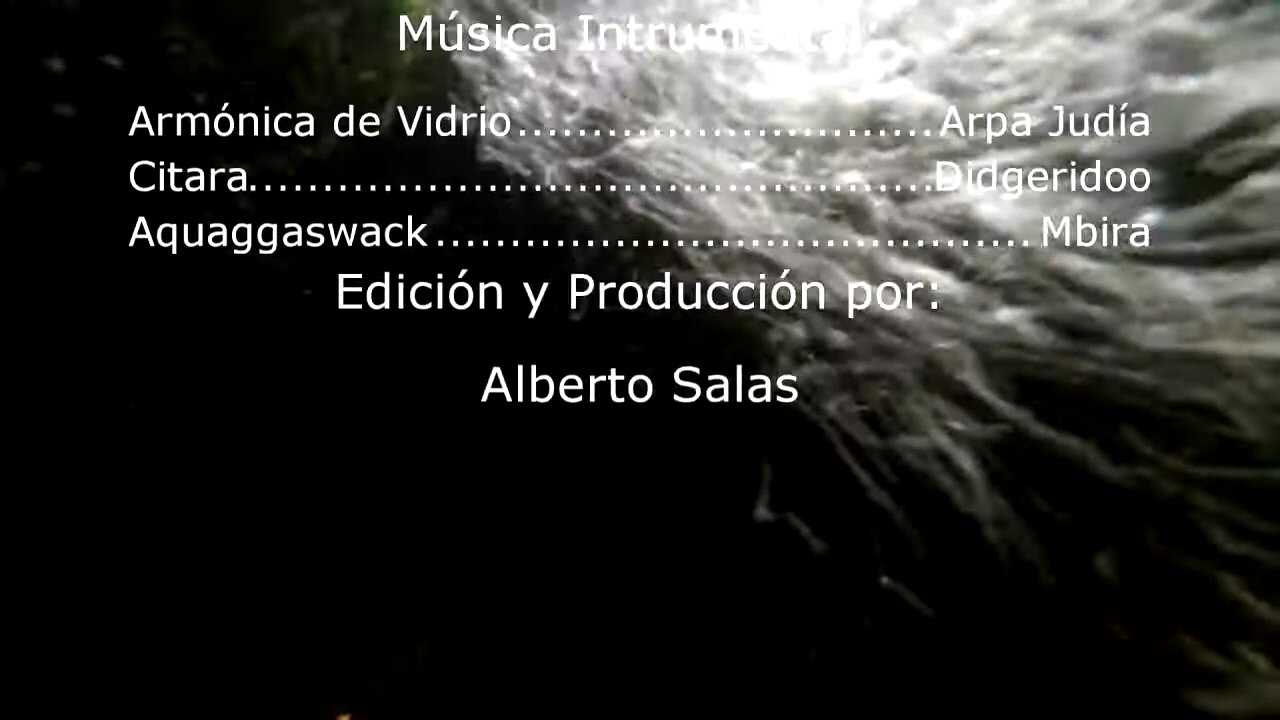 Música Intrumental:
Armónica de Vidrio............................Arpa Judía
Citara..............................................Didgeridoo
Aquaggaswack........................................Mbira
Edición y Producción por:
Alberto Salas